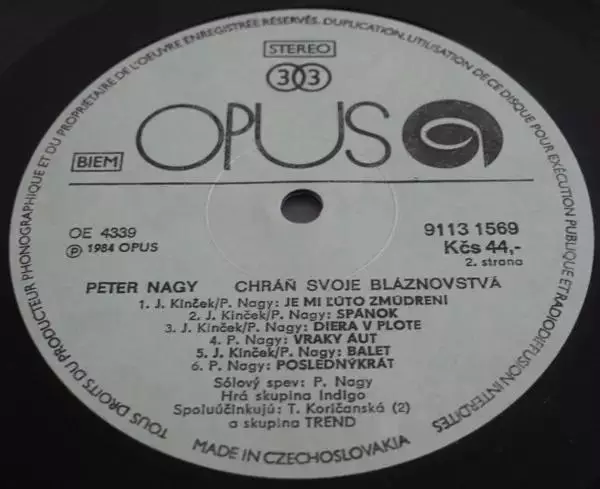 TOUS DROITS DU PRODUCTEUR PHONOGRAPHIQUE ET DU PROPRIÉTAIRE DE L'OEUVRE ENREGISTRÉE RÉSERVÉS. DUPLICATION, UTILISATION DE CE DISQUE POUR EXÉCUTION PUBLIQUE ET RADIODIFFUSION INTERDITES
STEREO
33
OPUS
BIEM
OE 4339
Ⓟ 1984 OPUS
9113 1569
Kčs 44,-
2. strana
PETER NAGY CHRÁŇ SVOJE BLÁZNOVSTVÁ
1. J. Kinček/P. Nagy: JE MI ĽÚTO ZMÚDRENÍ
2. J. Kinček/P. Nagy: SPÁNOK
3. J. Kinček/P. Nagy: DIERA V PLOTE
4. P. Nagy: VRAKY ÁUT
5. J. Kinček/P. Nagy: BALET
6. P. Nagy: POSLEDNÝKRÁT
Sólový spev: P. Nagy
Hrá skupina Indigo
Spoluúčinkujú: T. Koričanská (2)
a skupina TREND
MADE IN CZECHOSLOVAKIA